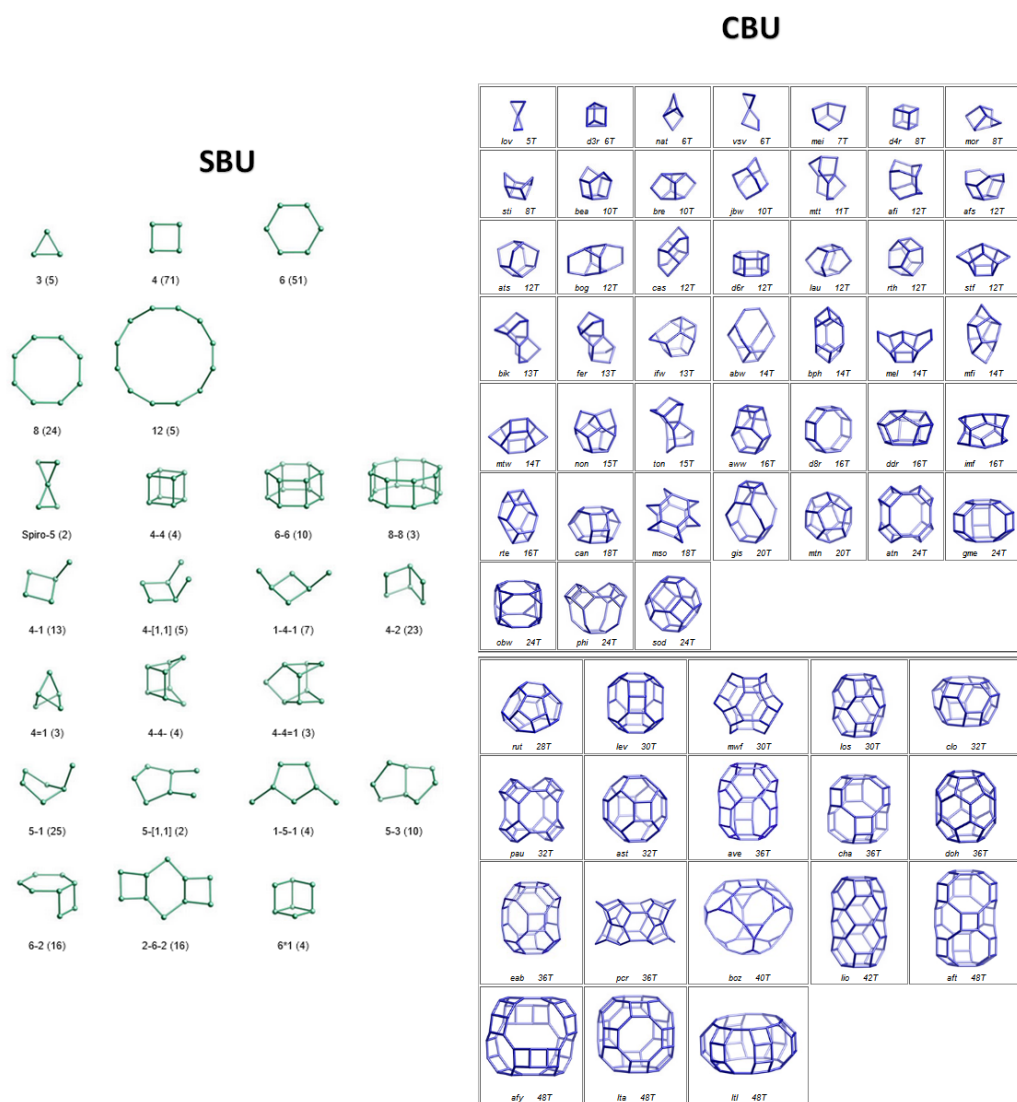 CBU
SBU
3 (5)
4 (71)
6 (51)
8 (24)
12 (5)
Spiro-5 (2)
4-4 (4)
6-6 (10)
8-8 (3)
4-1 (13)
4-[1,1] (5)
1-4-1 (7)
4-2 (23)
4=1 (3)
4-4- (4)
4-4=1 (3)
5-1 (25)
5-[1,1] (2)
1-5-1 (4)
5-3 (10)
6-2 (16)
2-6-2 (16)
6*1 (4)
lov 5T
d3r 6T
nat 6T
vsv 6T
mei 7T
d4r 8T
mor 8T
sti 8T
bea 10T
bre 10T
jbw 10T
mtt 11T
afi 12T
afs 12T
ats 12T
bog 12T
cas 12T
d6r 12T
lau 12T
rth 12T
stf 12T
bik 13T
fer 13T
ifw 13T
abw 14T
bph 14T
mel 14T
mfi 14T
mtw 14T
non 15T
ton 15T
aww 16T
d8r 16T
ddr 16T
imf 16T
rte 16T
can 18T
mso 18T
gis 20T
mtn 20T
atn 24T
gme 24T
obw 24T
phi 24T
sod 24T
rut 28T
lev 30T
mwf 30T
los 30T
clo 32T
pau 32T
ast 32T
ave 36T
cha 36T
doh 36T
eab 36T
pcr 36T
boz 40T
lio 42T
aft 48T
afy 48T
lta 48T
ltl 48T